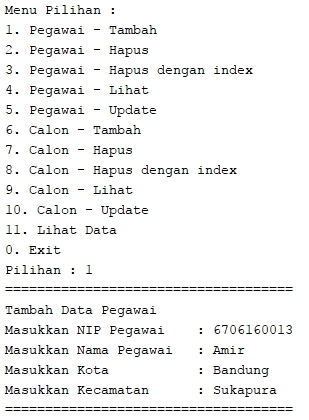 Menu Pilihan :
1. Pegawai - Tambah
2. Pegawai - Hapus
3. Pegawai - Hapus dengan index
4. Pegawai - Lihat
5. Pegawai - Update
6. Calon - Tambah
7. Calon - Hapus
8. Calon - Hapus dengan index
9. Calon - Lihat
10. Calon - Update
11. Lihat Data
0. Exit
Pilihan : 1
====================================
Tambah Data Pegawai
Masukkan NIP Pegawai    : 6706160013
Masukkan Nama Pegawai   : Amir
Masukkan Kota           : Bandung
Masukkan Kecamatan      : Sukapura
====================================